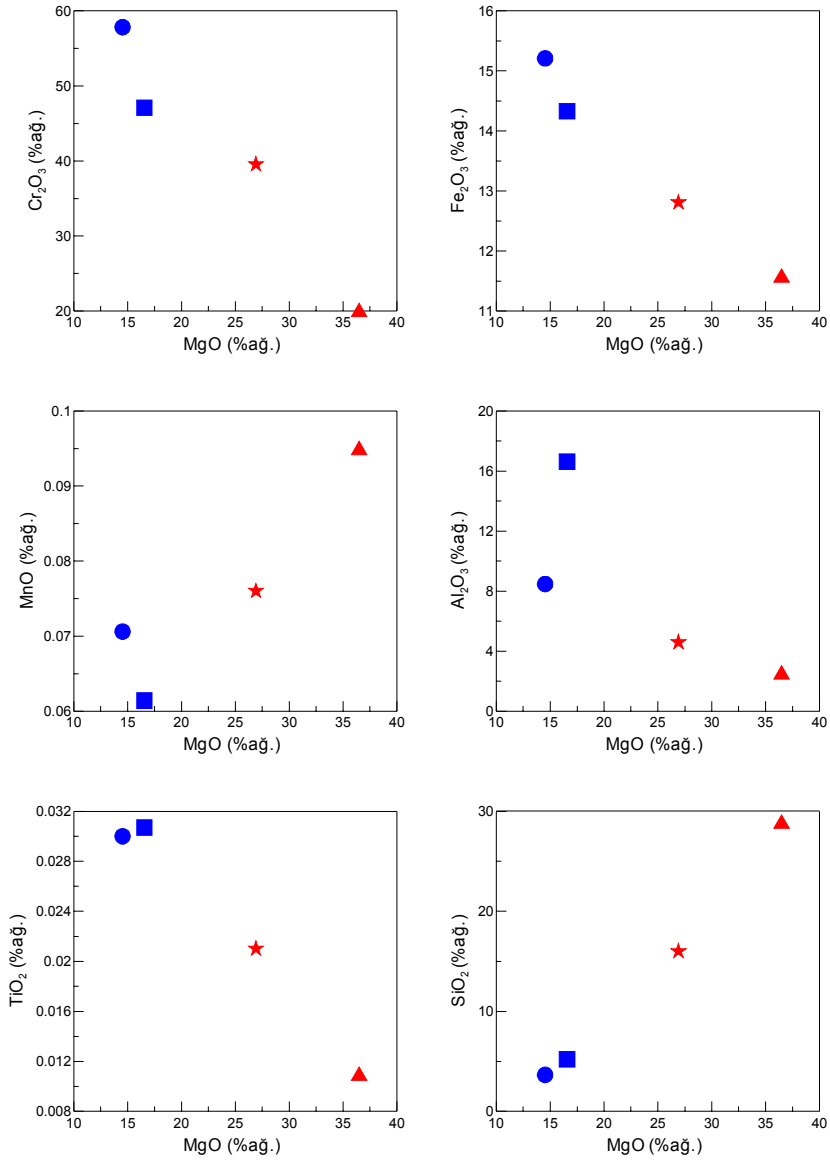 60
50
40
30
20
Cr₂O₃ (%ağ.)
10 15 20 25 30 35 40
MgO (%ağ.)
16
15
14
13
12
11
Fe₂O₃ (%ağ.)
10 15 20 25 30 35 40
MgO (%ağ.)
0.1
0.09
0.08
0.07
0.06
MnO (%ağ.)
10 15 20 25 30 35 40
MgO (%ağ.)
20
16
12
8
4
0
Al₂O₃ (%ağ.)
10 15 20 25 30 35 40
MgO (%ağ.)
0.032
0.028
0.024
0.02
0.016
0.012
0.008
TiO₂ (%ağ.)
10 15 20 25 30 35 40
MgO (%ağ.)
30
20
10
0
SiO₂ (%ağ.)
10 15 20 25 30 35 40
MgO (%ağ.)